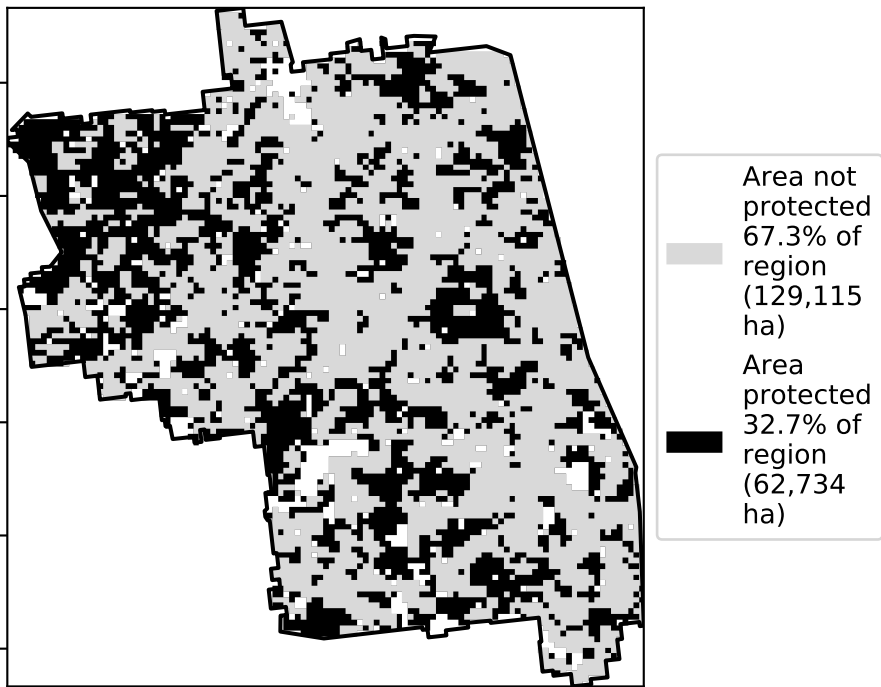 Area not
protected
67.3% of
region
(129,115
ha)
Area
protected
32.7% of
region
(62,734
ha)